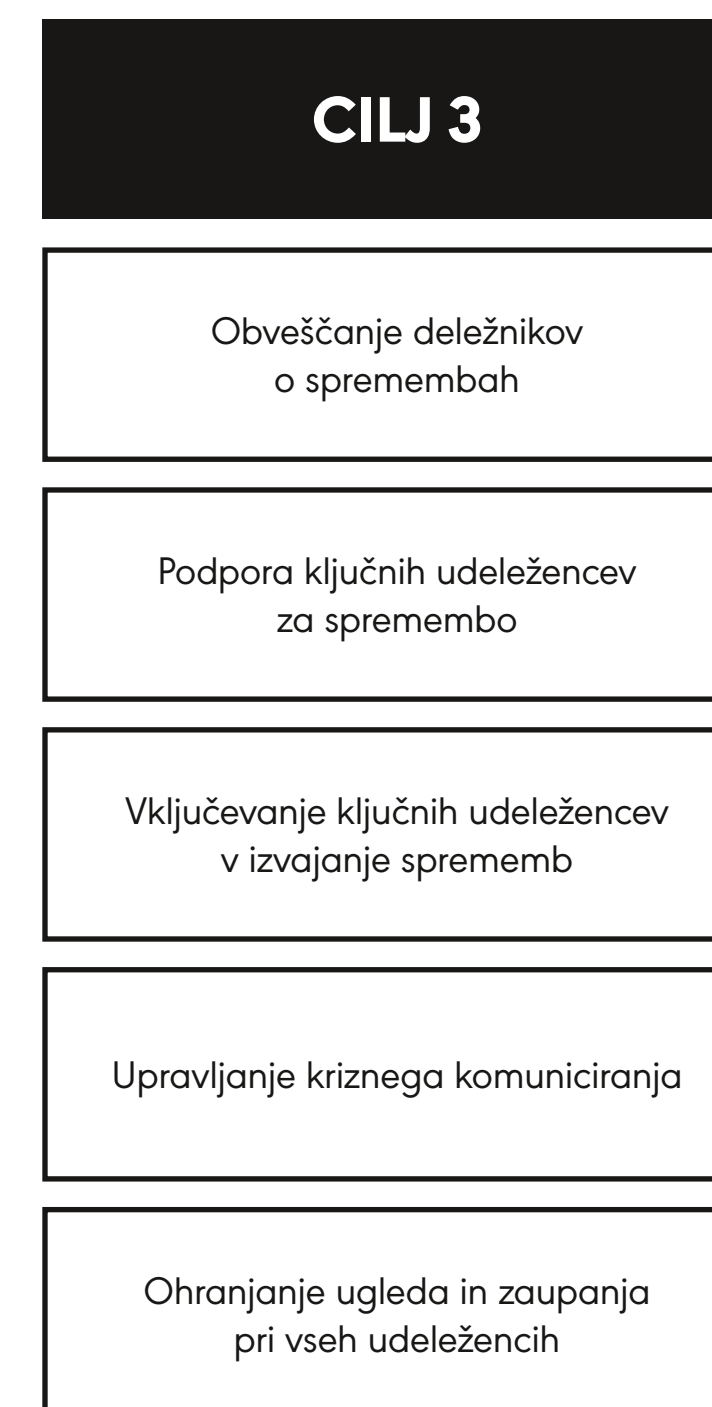 CILJ 3
Obveščanje deležnikov
o spremembah
Podpora ključnih udeležencev
za spremembo
Vključevanje ključnih udeležencev
v izvajanje sprememb
Upravljanje kriznega komuniciranja
Ohranjanje ugleda in zaupanja
pri vseh udeležencih